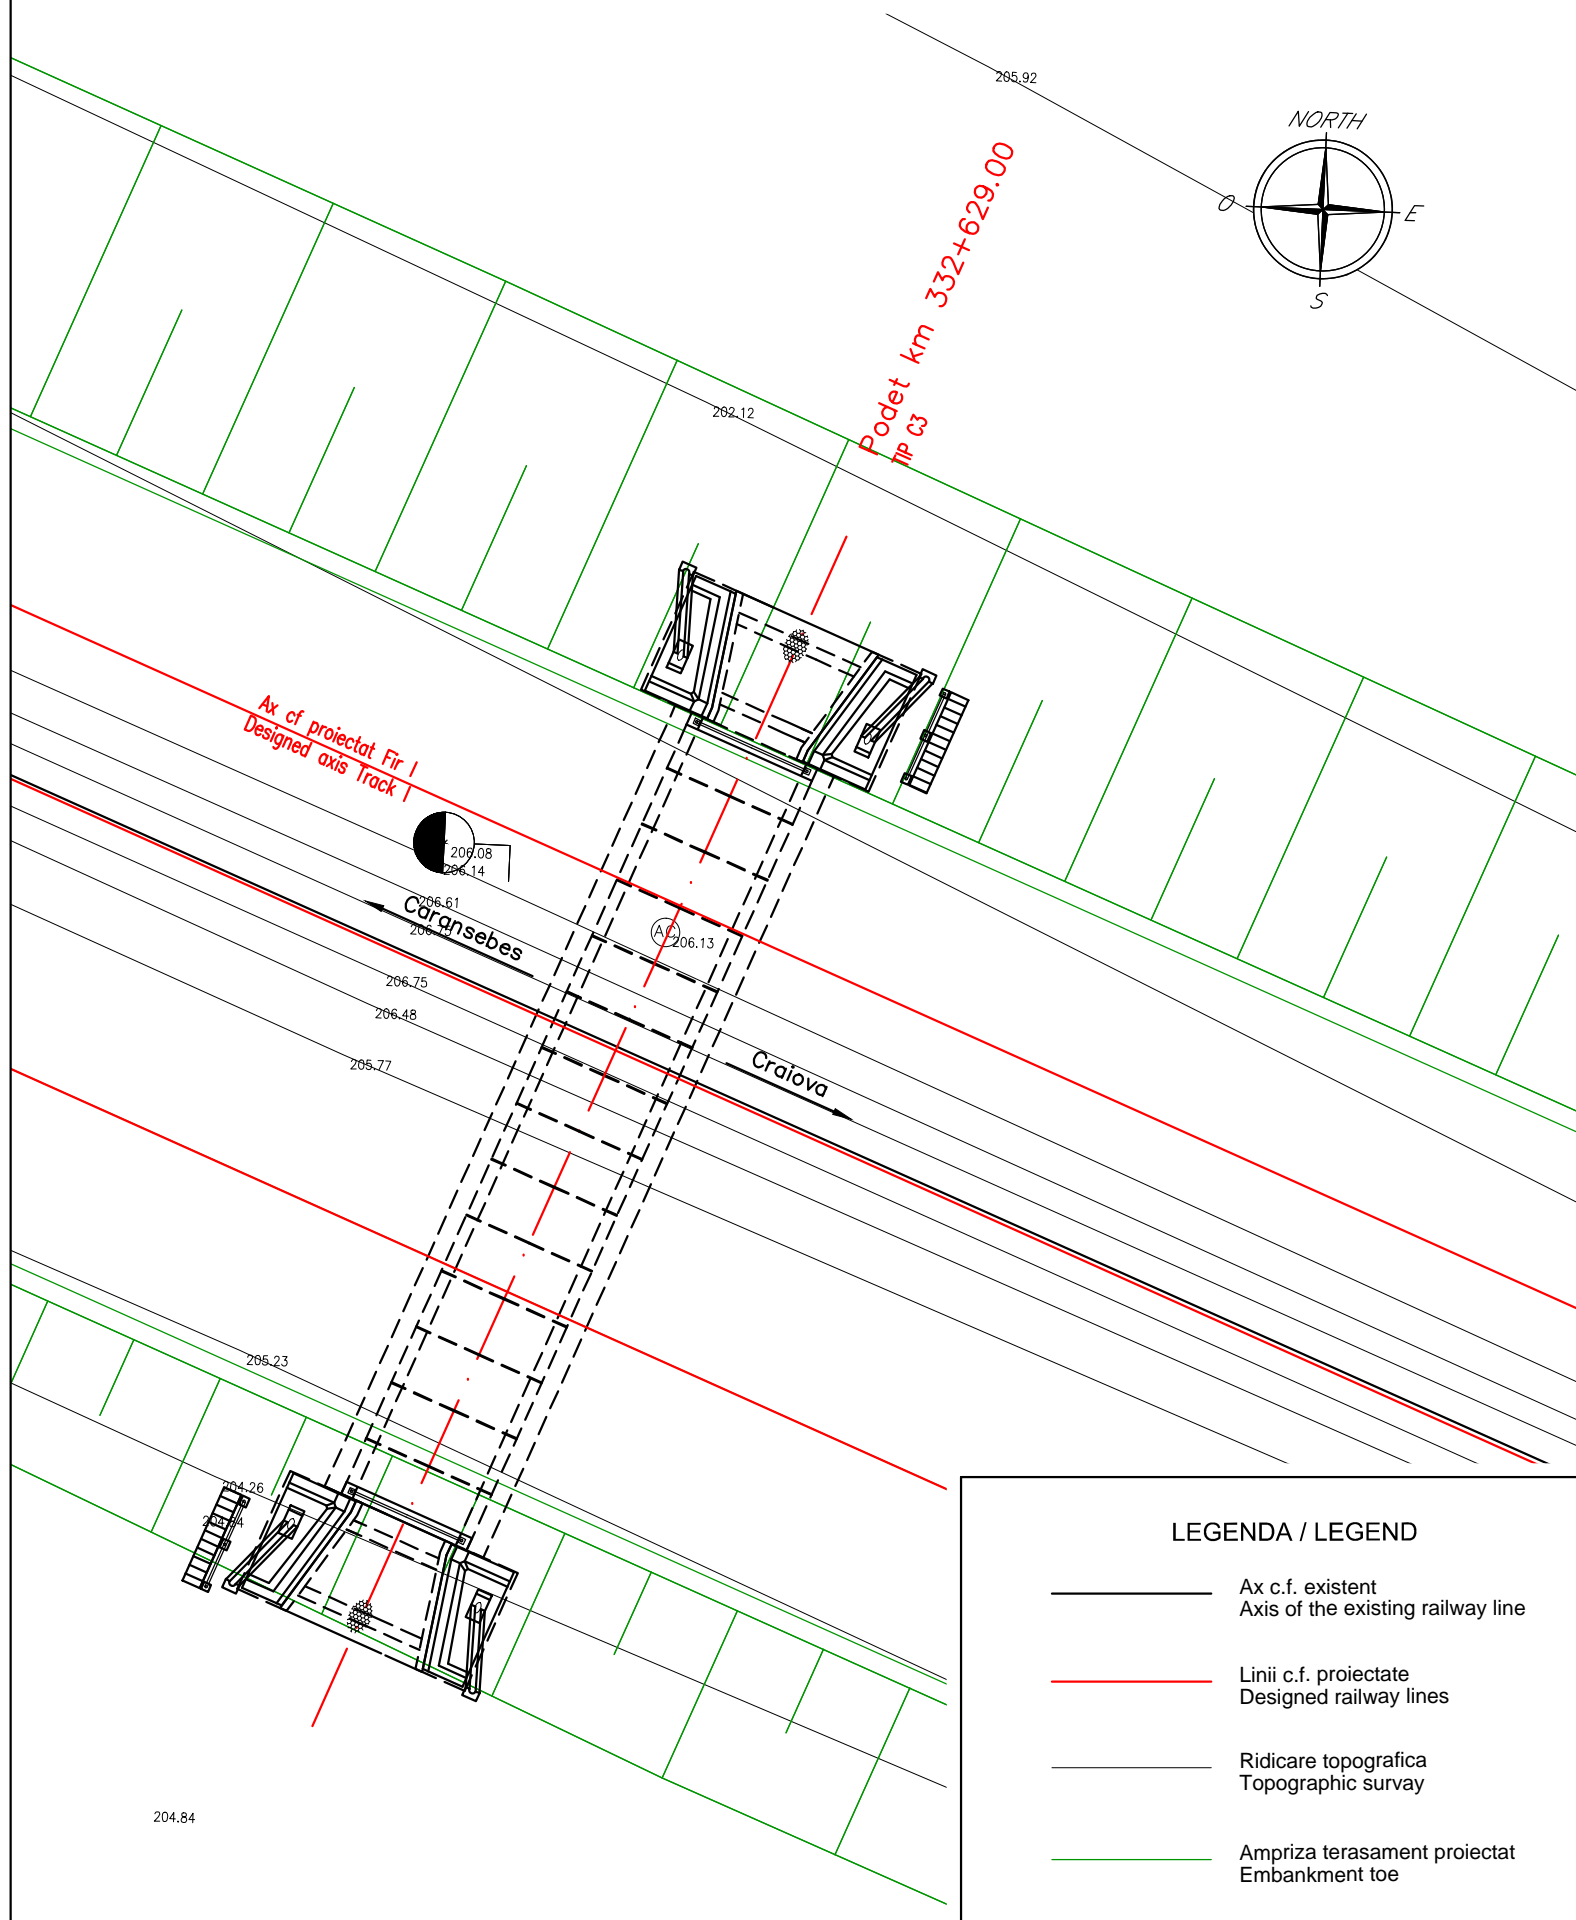 205.92
NORTH
O
E
S
Podet km 332+629.00
TIP C3
202.12
Ax cf proiectat Fir I
Designed axis Track I
206.08
206.14
206.61
Caransebes
AC
206.13
206.75
206.48
205.77
Craiova
205.23
204.26
204.84
LEGENDA / LEGEND
Ax c.f. existent
Axis of the existing railway line
Linii c.f. proiectate
Designed railway lines
Ridicare topografica
Topographic survay
Ampriza terasament proiectat
Embankment toe